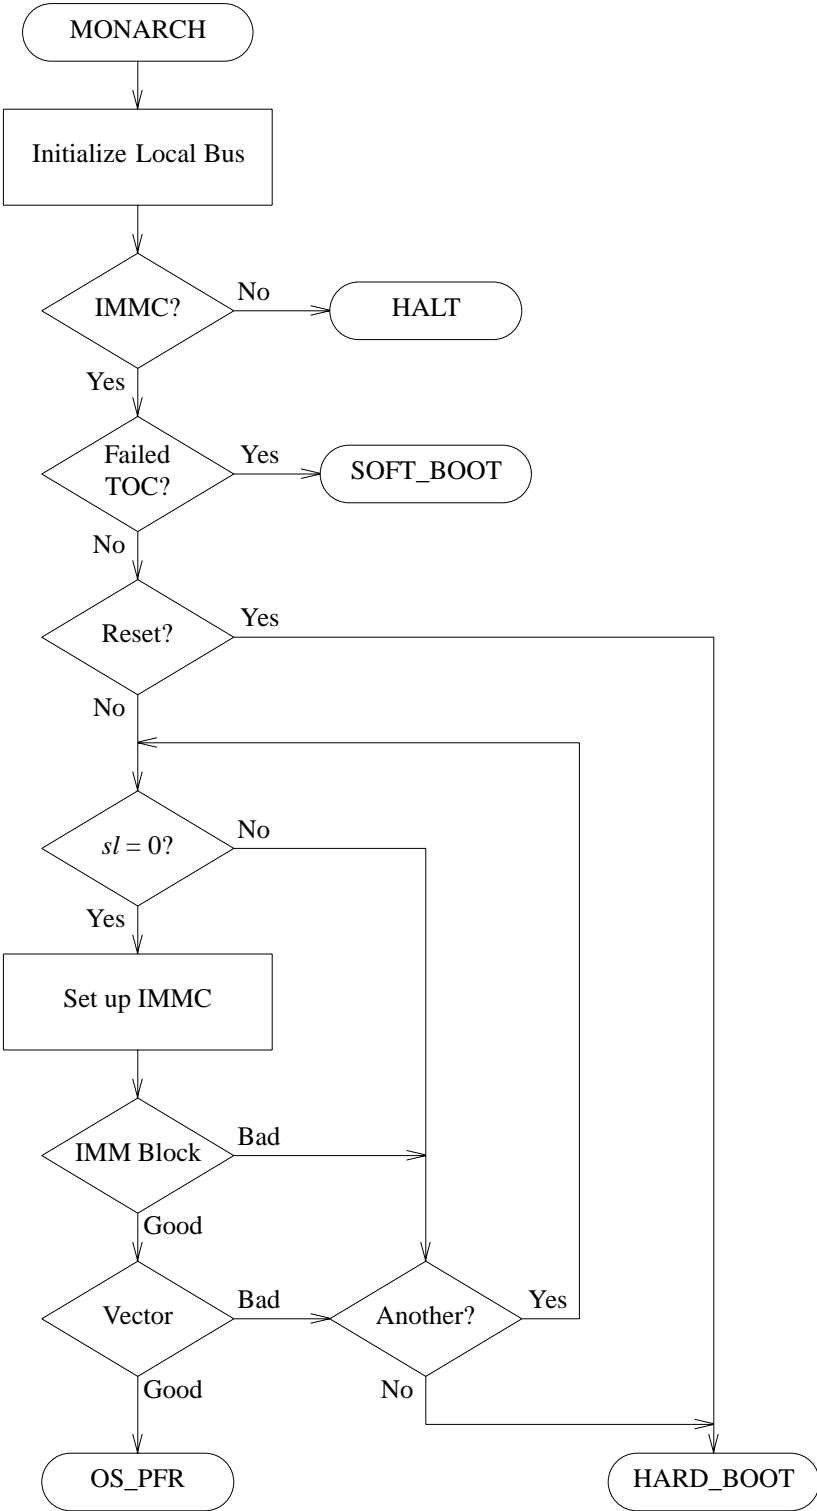 MONARCH
Initialize Local Bus
IMMC?
No
HALT
Yes
Failed
TOC?
Yes
SOFT_BOOT
No
Reset?
Yes
No
sl = 0?
No
Yes
Set up IMMC
IMM Block
Bad
Good
Vector
Bad
Another?
Yes
Good
No
OS_PFR
HARD_BOOT